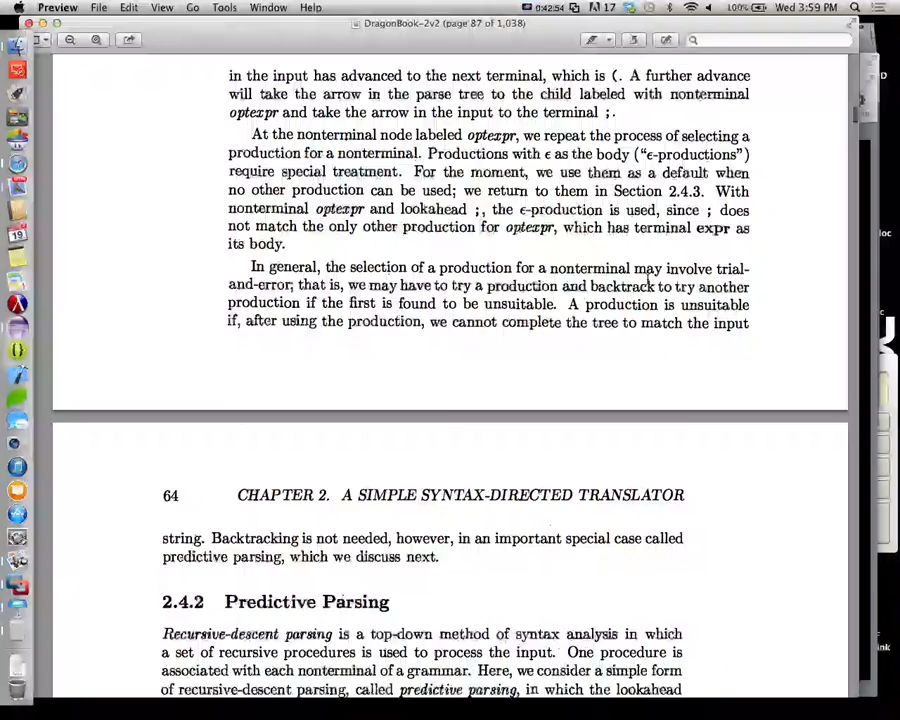 Preview File Edit View Go Tools Window Help 0:42:54 17 100% Wed 3:59 PM
DragonBook-2v2 (page 87 of 1,038)
in the input has advanced to the next terminal, which is (. A further advance
will take the arrow in the parse tree to the child labeled with nonterminal
optexpr and take the arrow in the input to the terminal ;.
At the nonterminal node labeled optexpr, we repeat the process of selecting a
production for a nonterminal. Productions with ϵ as the body (“ϵ-productions”)
require special treatment. For the moment, we use them as a default when
no other production can be used; we return to them in Section 2.4.3. With
nonterminal optexpr and lookahead ;, the ϵ-production is used, since ; does
not match the only other production for optexpr, which has terminal expr as
its body.
In general, the selection of a production for a nonterminal may involve trial-
and-error; that is, we may have to try a production and backtrack to try another
production if the first is found to be unsuitable. A production is unsuitable
if, after using the production, we cannot complete the tree to match the input
64 CHAPTER 2. A SIMPLE SYNTAX-DIRECTED TRANSLATOR
string. Backtracking is not needed, however, in an important special case called
predictive parsing, which we discuss next.
2.4.2 Predictive Parsing
Recursive-descent parsing is a top-down method of syntax analysis in which
a set of recursive procedures is used to process the input. One procedure is
associated with each nonterminal of a grammar. Here, we consider a simple form
of recursive-descent parsing, called predictive parsing, in which the lookahead